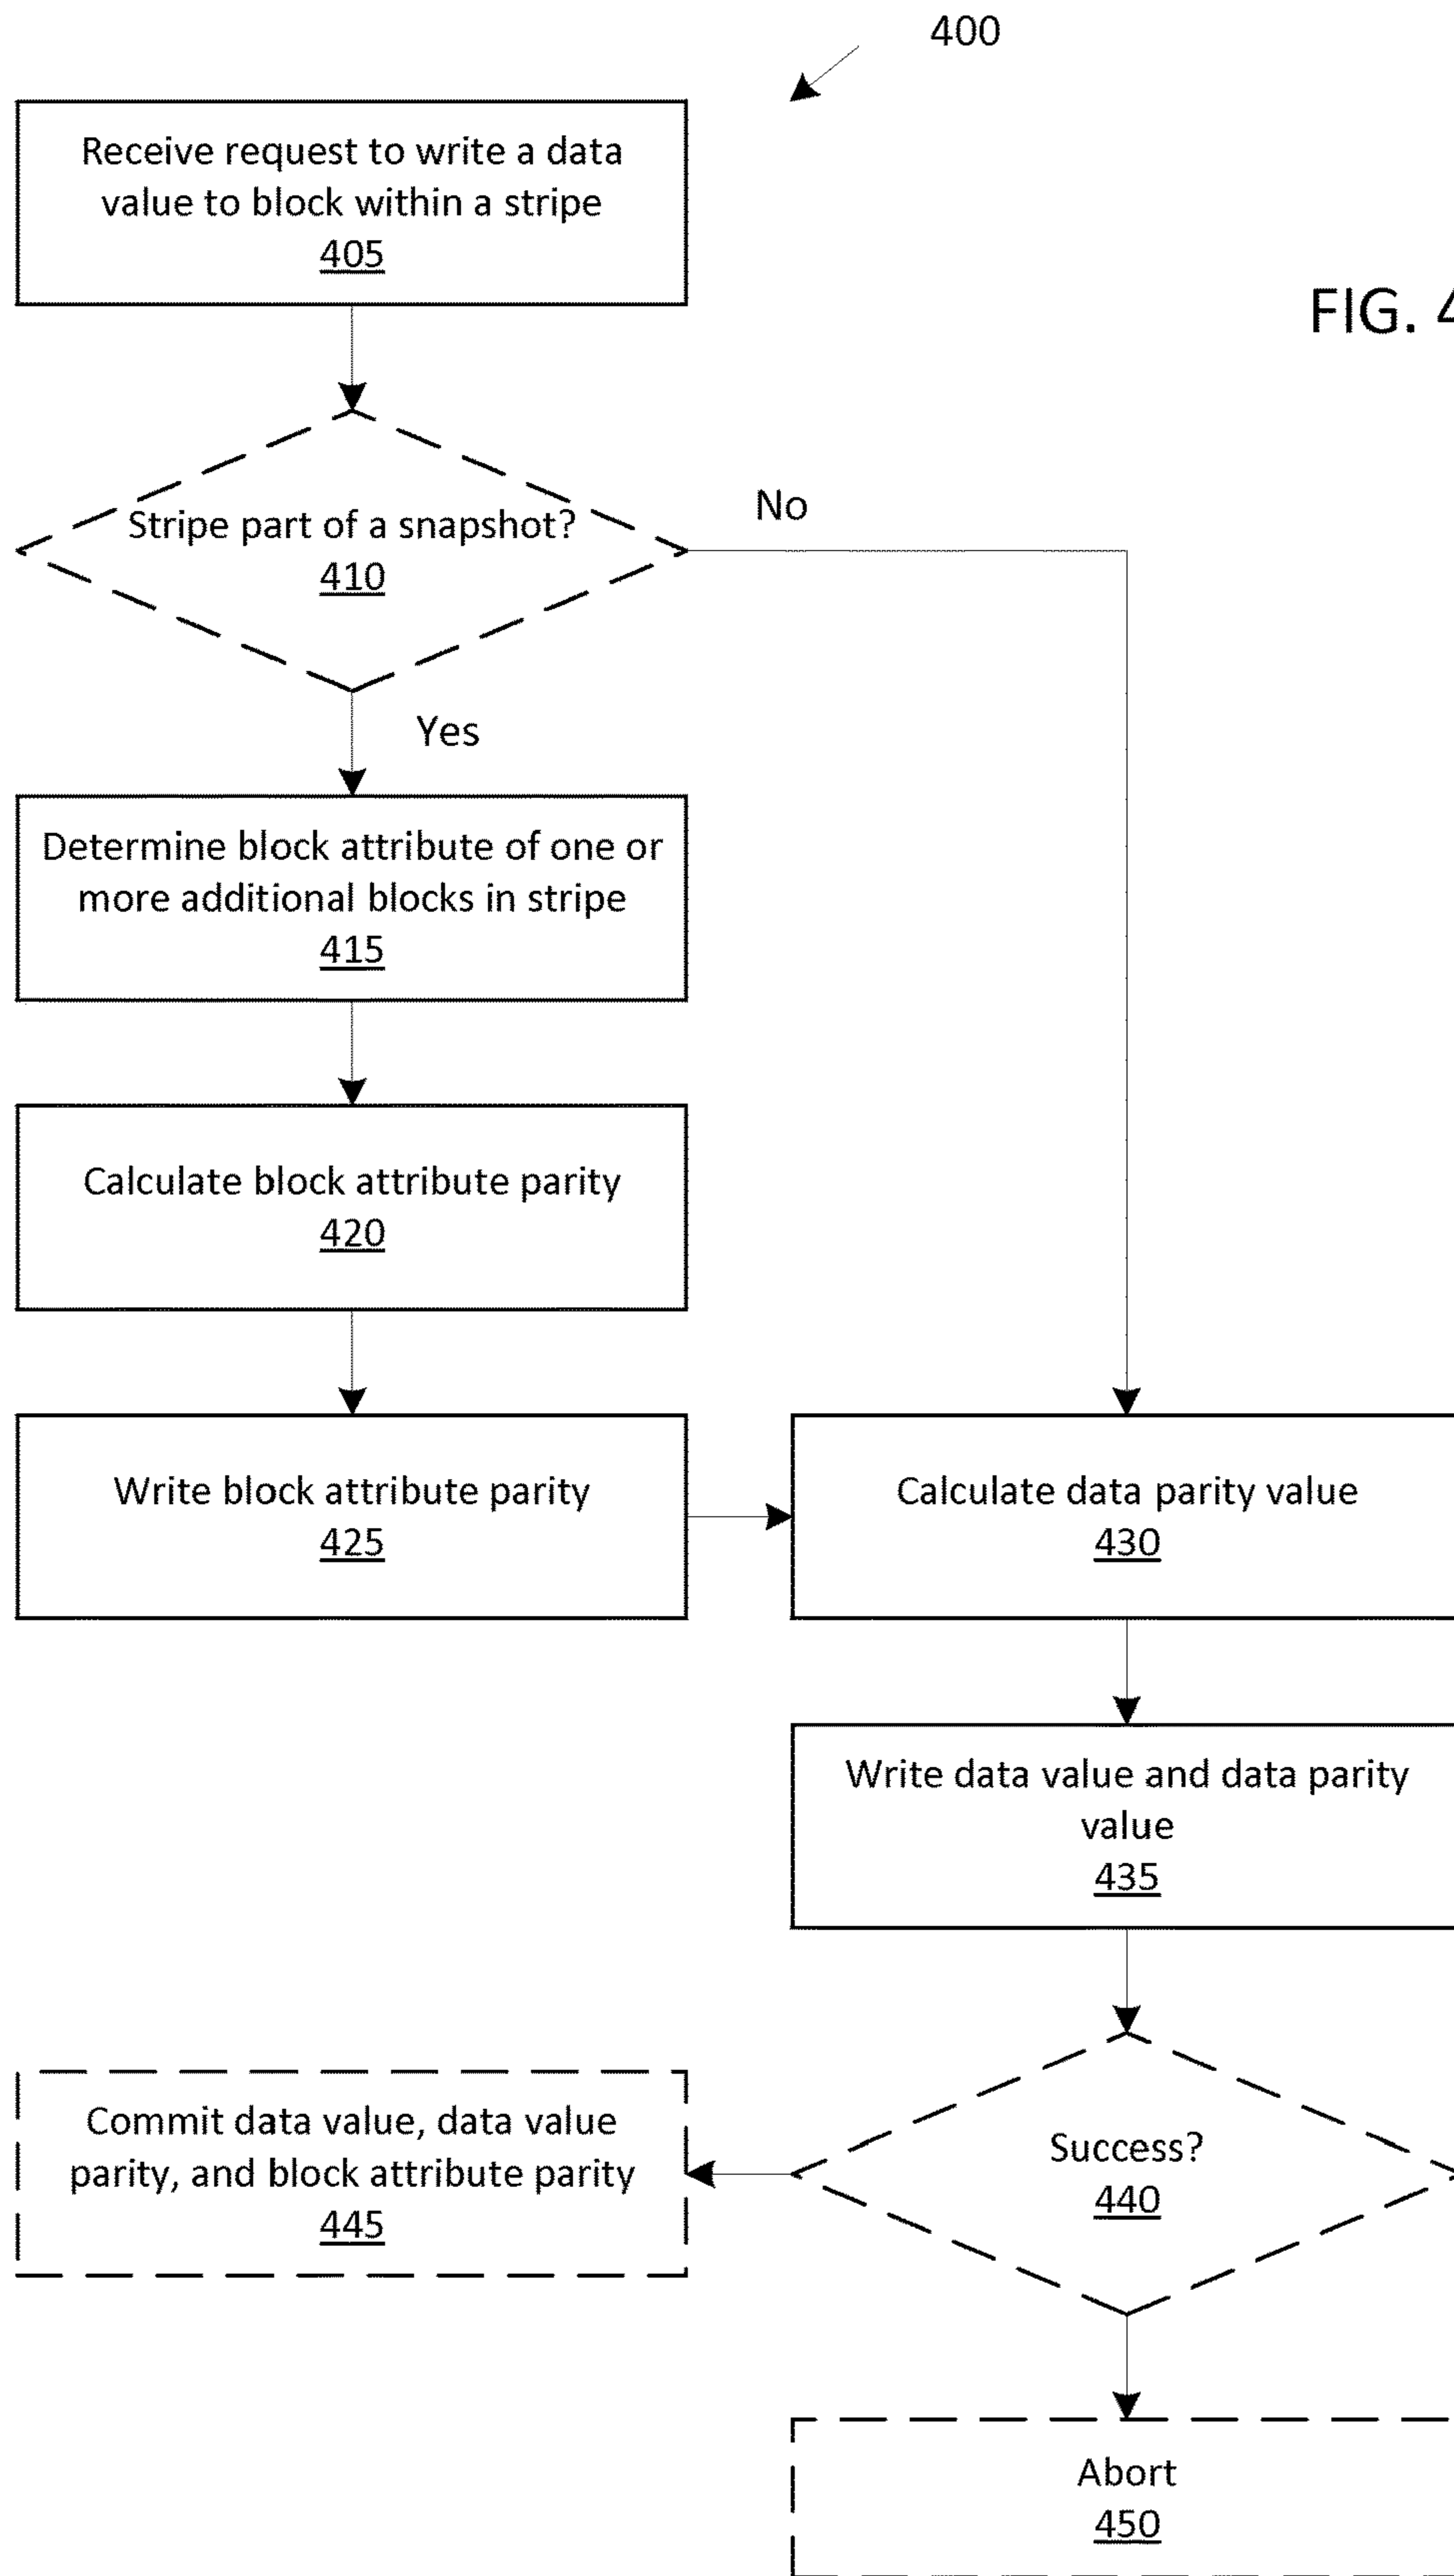 400
Receive request to write a data
value to block within a stripe
405
FIG. 4
Stripe part of a snapshot?
410
No
Yes
Determine block attribute of one or
more additional blocks in stripe
415
Calculate block attribute parity
420
Write block attribute parity
425
Calculate data parity value
430
Write data value and data parity
value
435
Commit data value, data value
parity, and block attribute parity
445
Success?
440
Abort
450